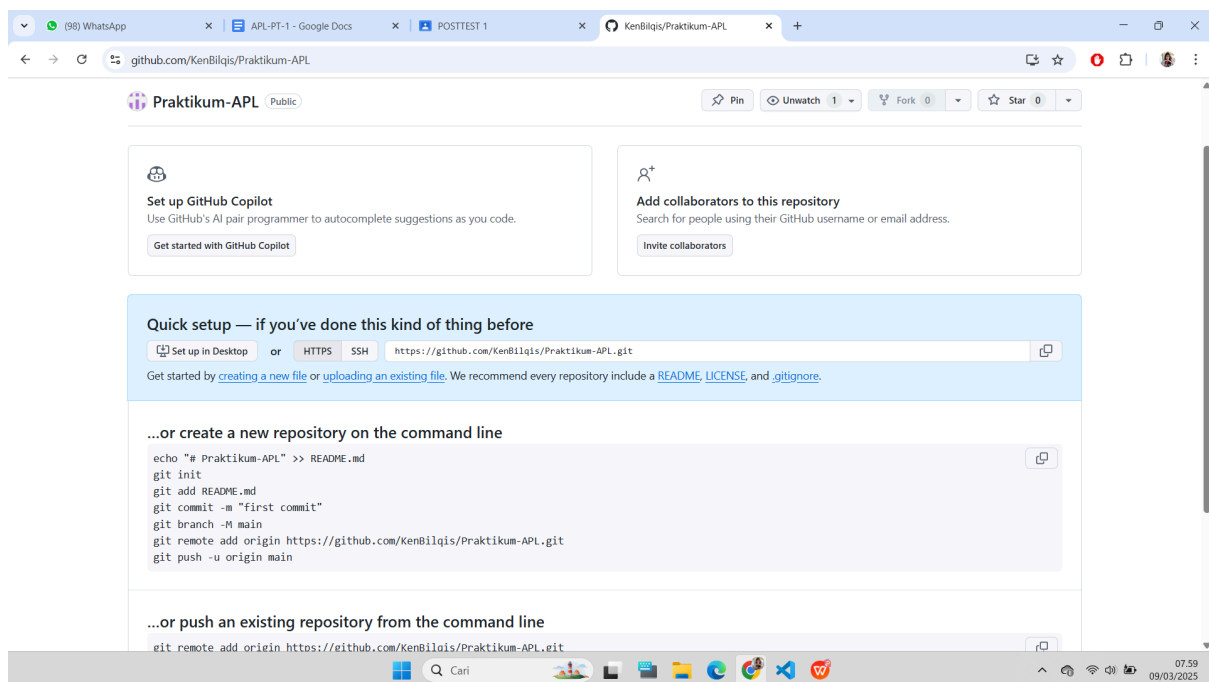 (98) WhatsApp
APL-PT-1 - Google Docs
POSTTEST 1
KenBilqis/Praktikum-APL
github.com/KenBilqis/Praktikum-APL
Praktikum-APL Public
Pin
Unwatch 1
Fork 0
Star 0
Set up GitHub Copilot
Use GitHub's AI pair programmer to autocomplete suggestions as you code.
Get started with GitHub Copilot
Add collaborators to this repository
Search for people using their GitHub username or email address.
Invite collaborators
Quick setup — if you've done this kind of thing before
Set up in Desktop or HTTPS SSH https://github.com/KenBilqis/Praktikum-APL.git
Get started by creating a new file or uploading an existing file. We recommend every repository include a README, LICENSE, and .gitignore.
...or create a new repository on the command line
echo "# Praktikum-APL" >> README.md
git init
git add README.md
git commit -m "first commit"
git branch -M main
git remote add origin https://github.com/KenBilqis/Praktikum-APL.git
git push -u origin main
...or push an existing repository from the command line
git remote add origin https://github.com/KenBilqis/Praktikum-APL.git
Cari
07.59
09/03/2025